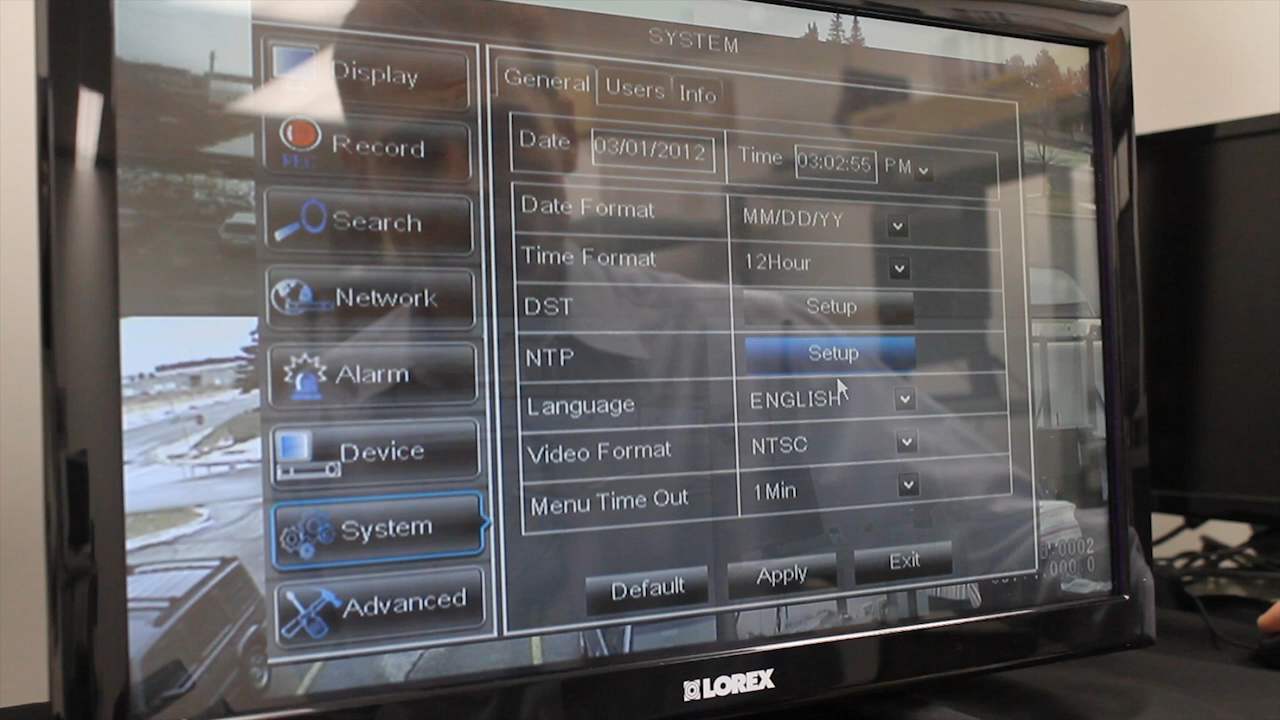 SYSTEM
Display
Record
REC
Search
Network
Alarm
Device
System
Advanced
General Users Info
Date 03/01/2012 Time 03:02:55 PM
Date Format MM/DD/YY
Time Format 12Hour
DST Setup
NTP Setup
Language ENGLISH
Video Format NTSC
Menu Time Out 1Min
Default Apply Exit
LOREX